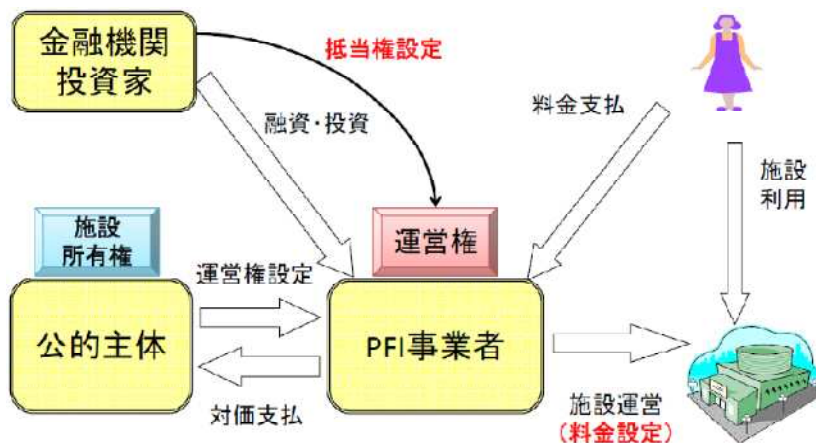 金融機関
投資家
抵当権設定
融資・投資
料金支払
施設
利用
施設
所有権
運営権
運営権設定
公的主体
PFI事業者
対価支払
施設運営
(料金設定)